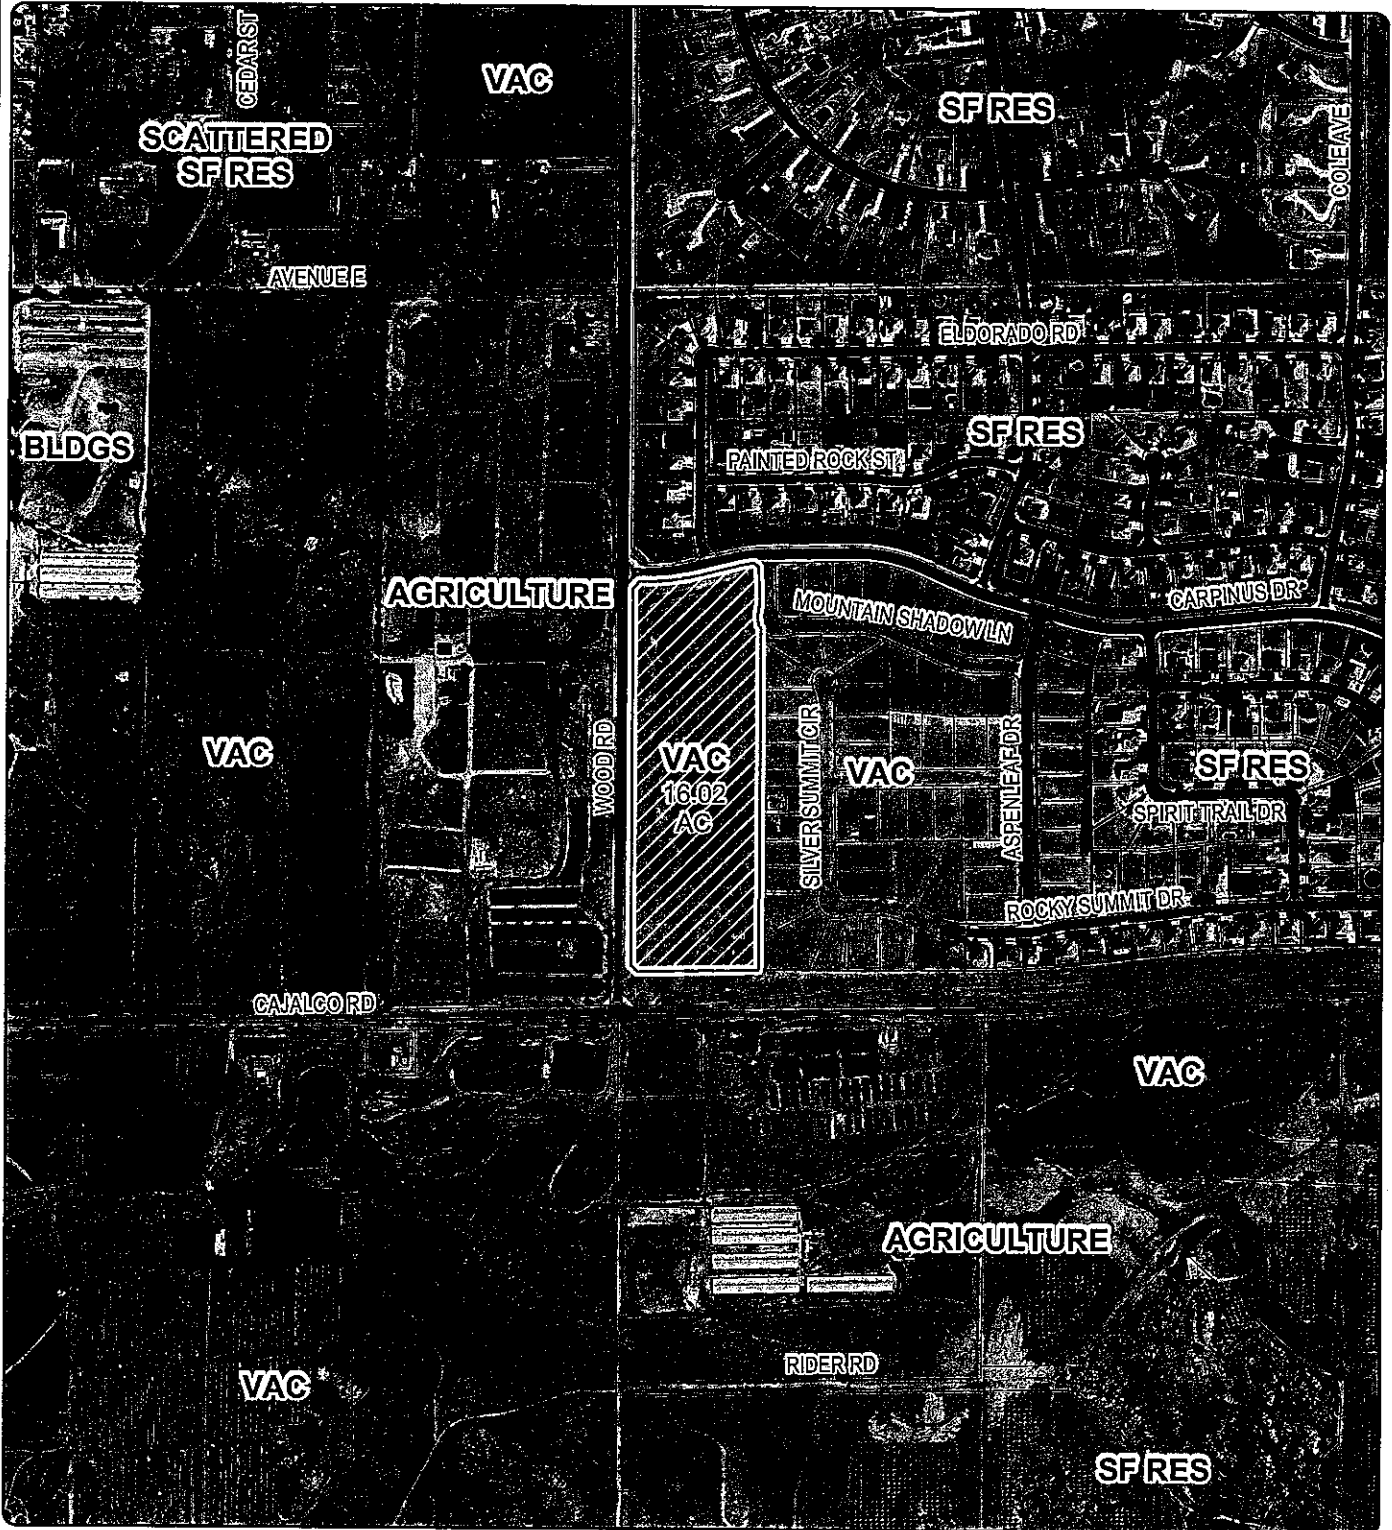 CEDAR ST
VAC
SF RES
SCATTERED
SF RES
COLE AVE
AVENUE E
ELDORADO RD
BLDGS
SF RES
PAINTED ROCK ST
AGRICULTURE
MOUNTAIN SHADOW LN
CARPINUS DR
VAC
WOOD RD
VAC
16.02
AC
SILVER SUMMIT CIR
VAC
ASPENLEAF DR
SF RES
SPIRIT TRAIL DR
ROCKY SUMMIT DR
CAJALCO RD
VAC
AGRICULTURE
RIDER RD
VAC
SF RES